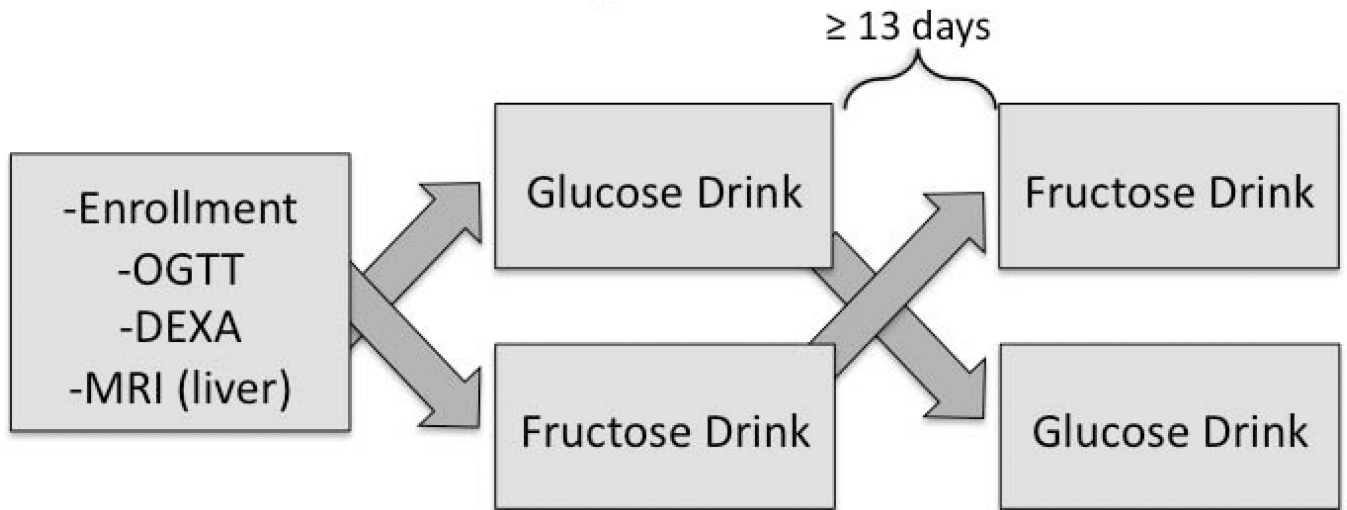 ≥ 13 days
-Enrollment
-OGTT
-DEXA
-MRI (liver)
Glucose Drink
Fructose Drink
Fructose Drink
Glucose Drink